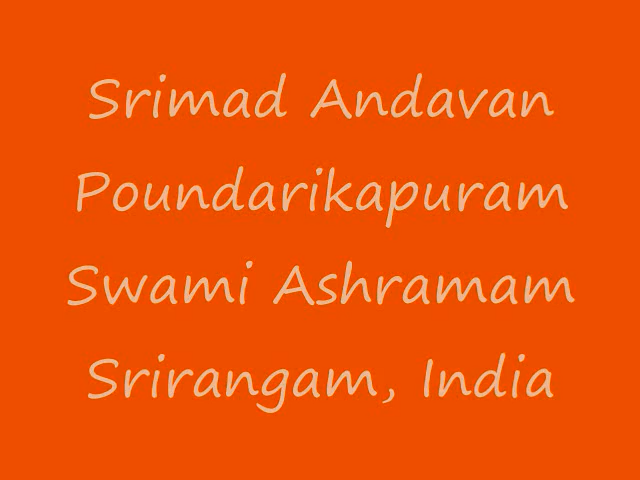 Srimad Andavan
Poundarikapuram
Swami Ashramam
Srirangam, India